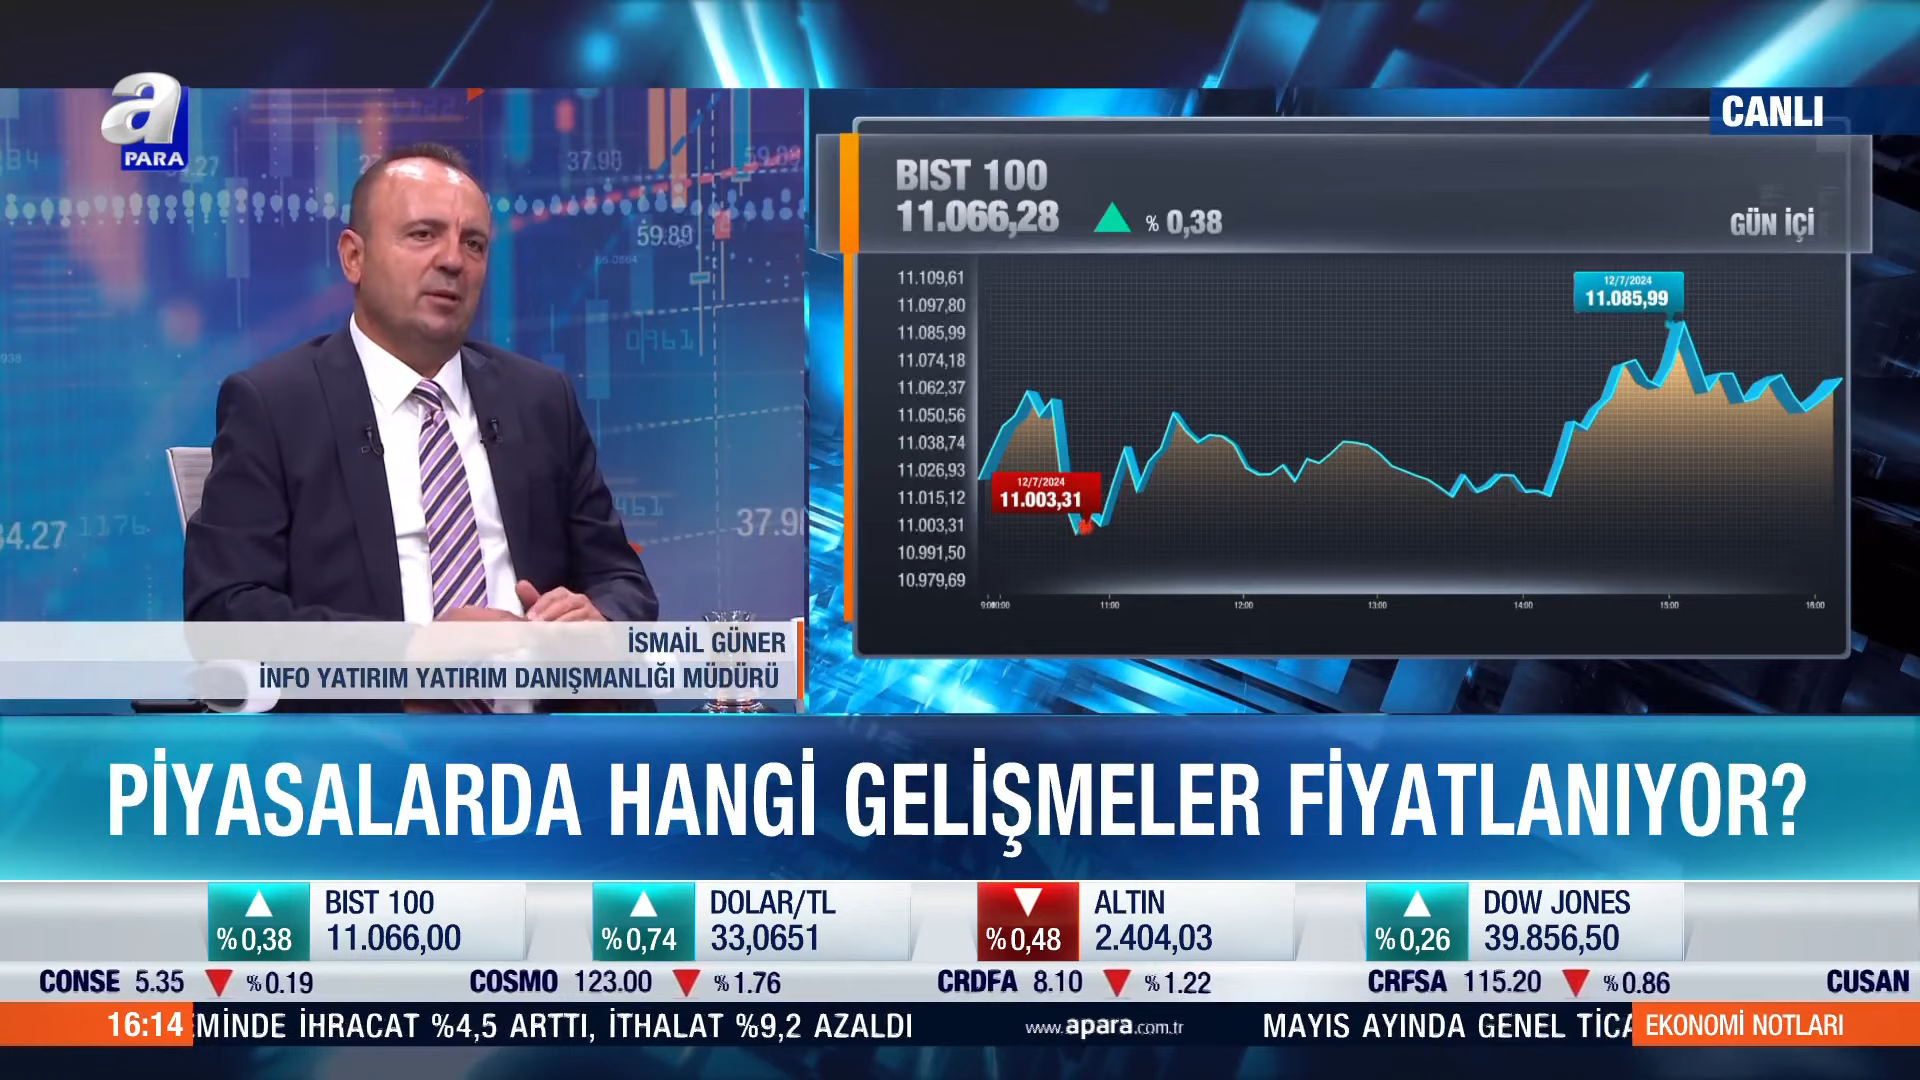 a
PARA
CANLI
BIST 100
11.066,28 % 0,38
GÜN İÇİ
11.109,61
11.097,80
11.085,99
11.074,18
11.062,37
11.050,56
11.038,74
11.026,93
11.015,12
11.003,31
10.991,50
10.979,69
12/7/2024
11.085,99
12/7/2024
11.003,31
11:00 12:00 13:00 14:00 15:00 16:00
59.89
37.98
0961
1176
İSMAİL GÜNER
İNFO YATIRIM YATIRIM DANIŞMANLIĞI MÜDÜRÜ
PİYASALARDA HANGİ GELİŞMELER FİYATLANIYOR?
%0,38 BIST 100 11.066,00
%0,74 DOLAR/TL 33,0651
%0,48 ALTIN 2.404,03
%0,26 DOW JONES 39.856,50
CONSE 5.35 %0.19 COSMO 123.00 %1.76 CRDFA 8.10 %1.22 CRFSA 115.20 %0.86 CUSAN
16:14 EMİNDE İHRACAT %4,5 ARTTI, İTHALAT %9,2 AZALDI www.apara.com.tr MAYIS AYINDA GENEL TİCA EKONOMİ NOTLARI